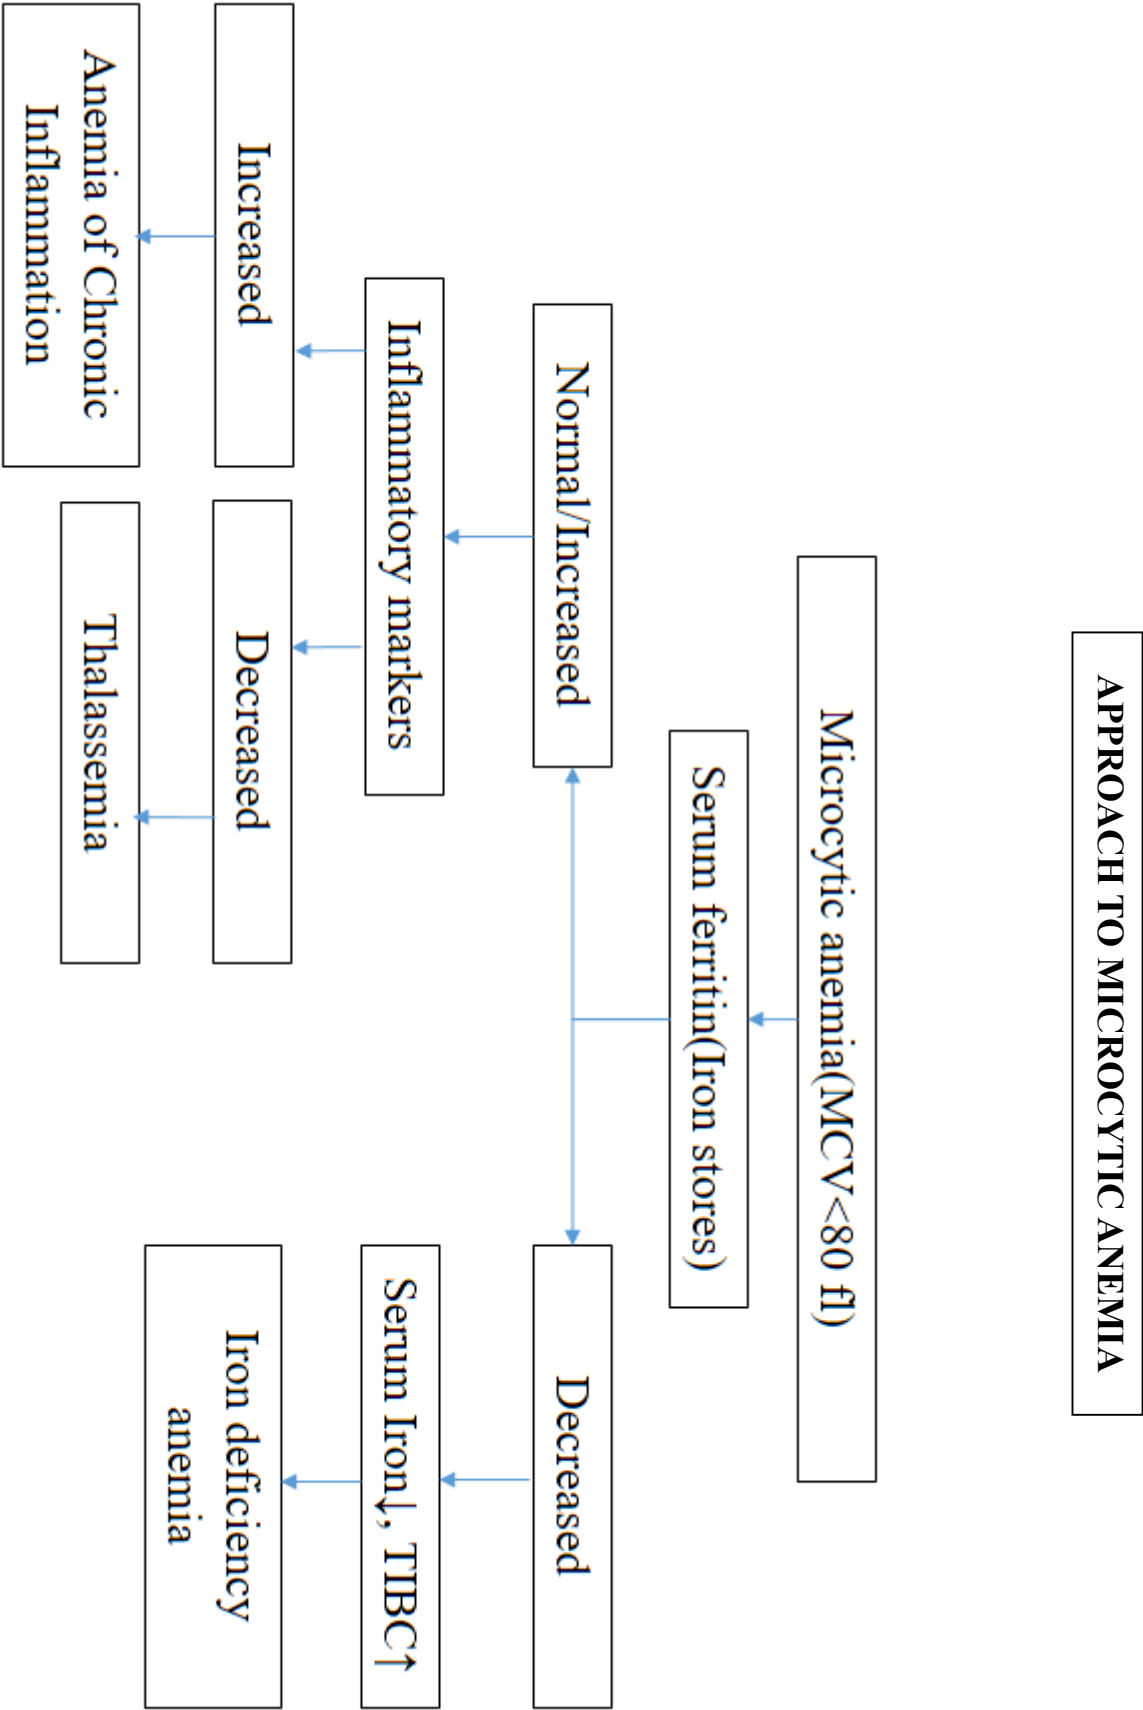 APPROACH TO MICROCYTIC ANEMIA
Microcytic anemia(MCV<80 fl)
Serum ferritin(Iron stores)
Normal/Increased
Decreased
Inflammatory markers
Serum Iron↓, TIBC↑
Increased
Decreased
Iron deficiency
anemia
Anemia of Chronic
Inflammation
Thalassemia